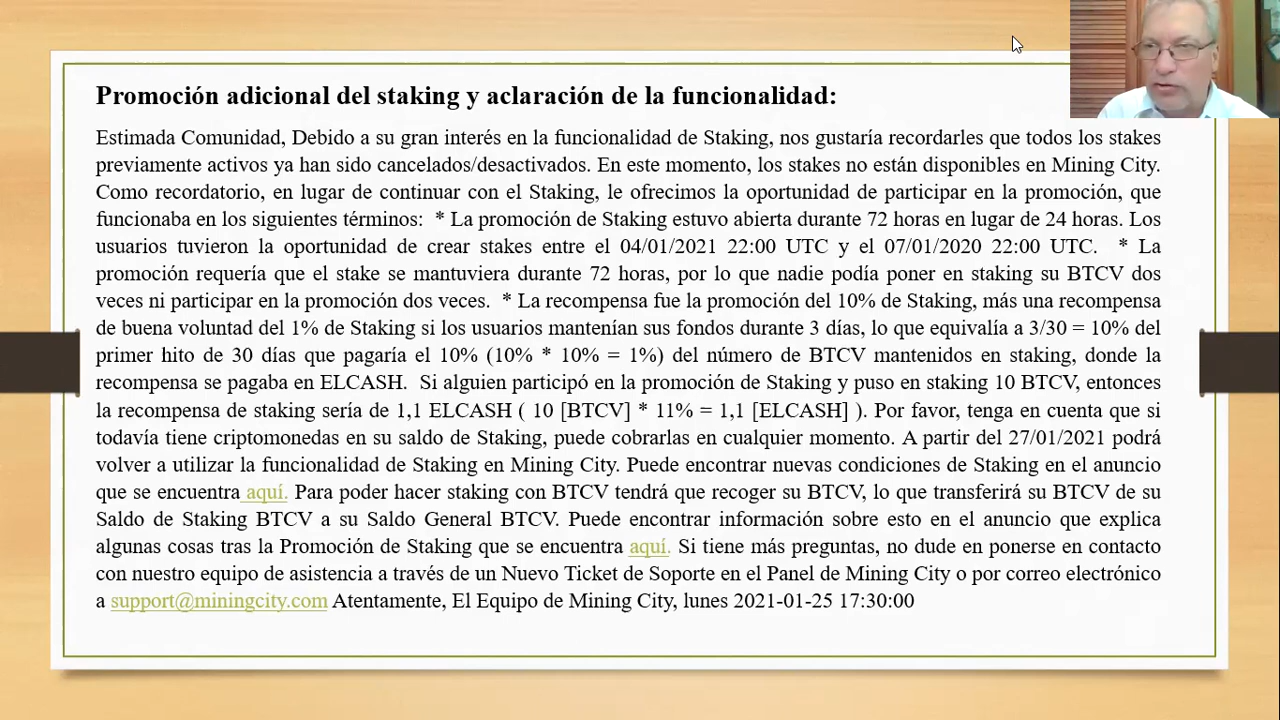 Promoción adicional del staking y aclaración de la funcionalidad:
Estimada Comunidad, Debido a su gran interés en la funcionalidad de Staking, nos gustaría recordarles que todos los stakes
previamente activos ya han sido cancelados/desactivados. En este momento, los stakes no están disponibles en Mining City.
Como recordatorio, en lugar de continuar con el Staking, le ofrecimos la oportunidad de participar en la promoción, que
funcionaba en los siguientes términos:  * La promoción de Staking estuvo abierta durante 72 horas en lugar de 24 horas. Los
usuarios tuvieron la oportunidad de crear stakes entre el 04/01/2021 22:00 UTC y el 07/01/2020 22:00 UTC.  * La
promoción requería que el stake se mantuviera durante 72 horas, por lo que nadie podía poner en staking su BTCV dos
veces ni participar en la promoción dos veces.  * La recompensa fue la promoción del 10% de Staking, más una recompensa
de buena voluntad del 1% de Staking si los usuarios mantenían sus fondos durante 3 días, lo que equivalía a 3/30 = 10% del
primer hito de 30 días que pagaría el 10% (10% * 10% = 1%) del número de BTCV mantenidos en staking, donde la
recompensa se pagaba en ELCASH.  Si alguien participó en la promoción de Staking y puso en staking 10 BTCV, entonces
la recompensa de staking sería de 1,1 ELCASH ( 10 [BTCV] * 11% = 1,1 [ELCASH] ). Por favor, tenga en cuenta que si
todavía tiene criptomonedas en su saldo de Staking, puede cobrarlas en cualquier momento. A partir del 27/01/2021 podrá
volver a utilizar la funcionalidad de Staking en Mining City. Puede encontrar nuevas condiciones de Staking en el anuncio
que se encuentra aquí. Para poder hacer staking con BTCV tendrá que recoger su BTCV, lo que transferirá su BTCV de su
Saldo de Staking BTCV a su Saldo General BTCV. Puede encontrar información sobre esto en el anuncio que explica
algunas cosas tras la Promoción de Staking que se encuentra aquí. Si tiene más preguntas, no dude en ponerse en contacto
con nuestro equipo de asistencia a través de un Nuevo Ticket de Soporte en el Panel de Mining City o por correo electrónico
a support@miningcity.com Atentamente, El Equipo de Mining City, lunes 2021-01-25 17:30:00